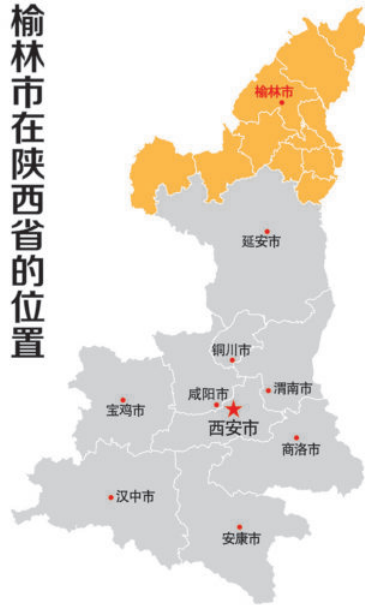 榆林市在陕西省的位置
榆林市
延安市
铜川市
咸阳市
渭南市
宝鸡市
西安市
商洛市
汉中市
安康市